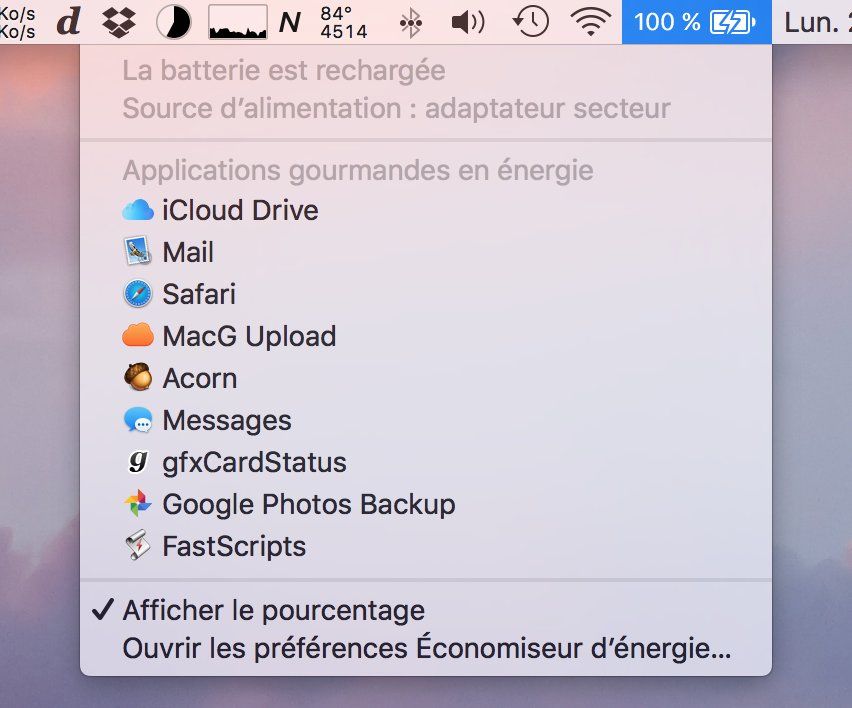 Ko/s
Ko/s
d
N
84°
4514
100 %
Lun. 2
La batterie est rechargée
Source d’alimentation : adaptateur secteur
Applications gourmandes en énergie
iCloud Drive
Mail
Safari
MacG Upload
Acorn
Messages
g gfxCardStatus
Google Photos Backup
FastScripts
Afficher le pourcentage
Ouvrir les préférences Économiseur d’énergie...